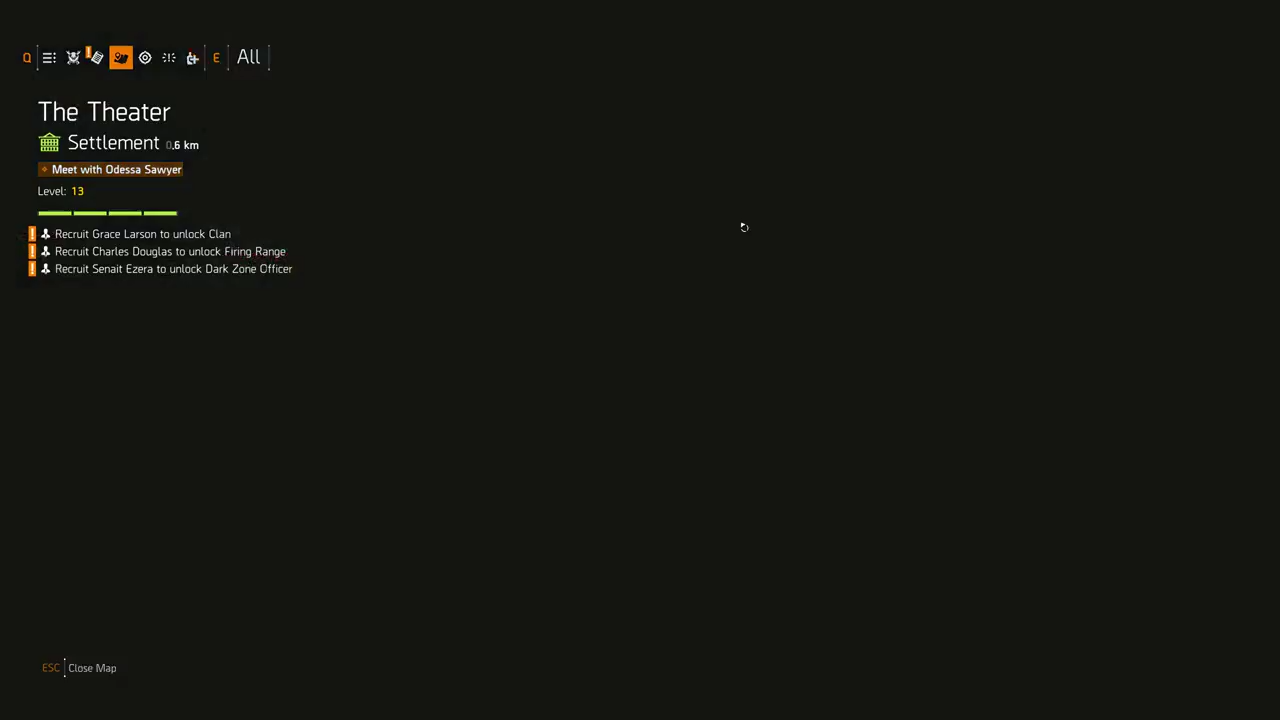 Q E All
The Theater
Settlement 0.6 km
Meet with Odessa Sawyer
Level: 13
! Recruit Grace Larson to unlock Clan
! Recruit Charles Douglas to unlock Firing Range
! Recruit Senait Ezera to unlock Dark Zone Officer
ESC Close Map